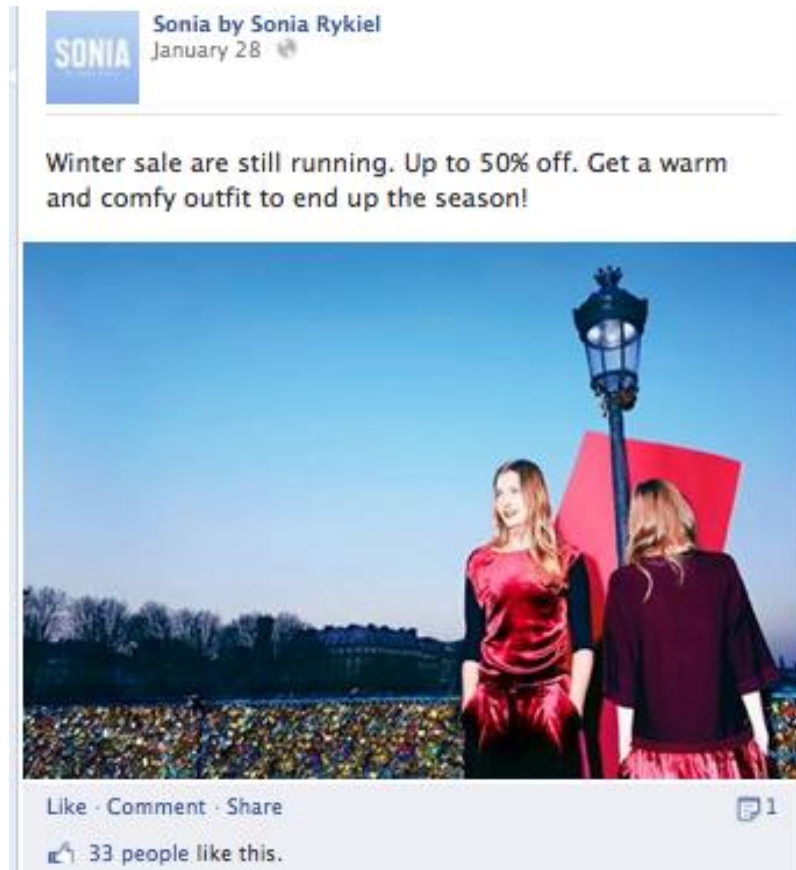 SONIA
Sonia by Sonia Rykiel
January 28
Winter sale are still running. Up to 50% off. Get a warm
and comfy outfit to end up the season!
Like · Comment · Share
1
33 people like this.